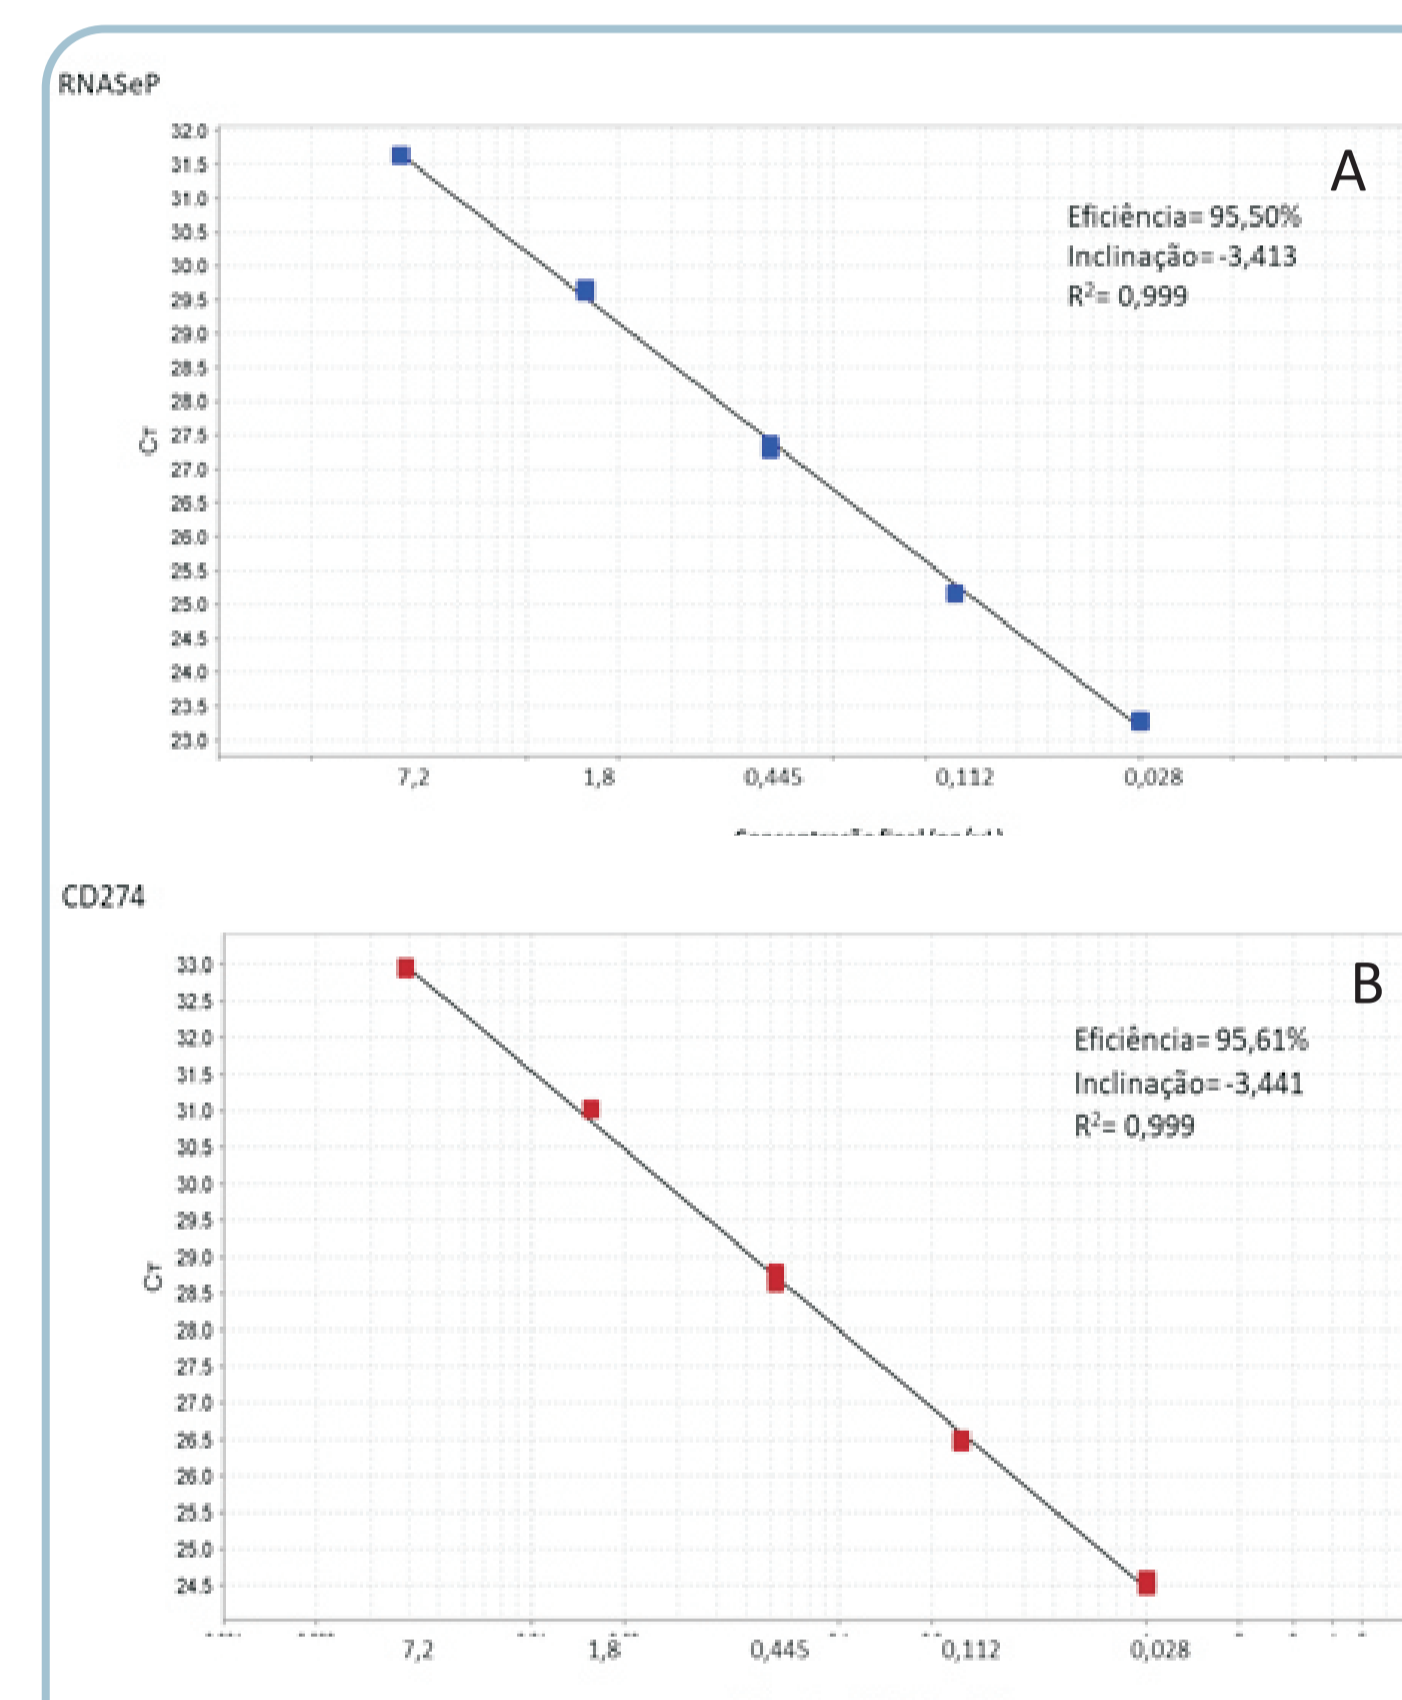 RNASeP
A
32.0
31.5
31.0
30.5
30.0
29.5
29.0
28.5
28.0
27.5
27.0
26.5
26.0
25.5
25.0
24.5
24.0
23.5
23.0
CT
Eficiência= 95,50%
Inclinação= -3,413
R²= 0,999
7,2 1,8 0,445 0,112 0,028
CD274
B
33.0
32.5
32.0
31.5
31.0
30.5
30.0
29.5
29.0
28.5
28.0
27.5
27.0
26.5
26.0
25.5
25.0
24.5
CT
Eficiência= 95,61%
Inclinação= -3,441
R²= 0,999
7,2 1,8 0,445 0,112 0,028